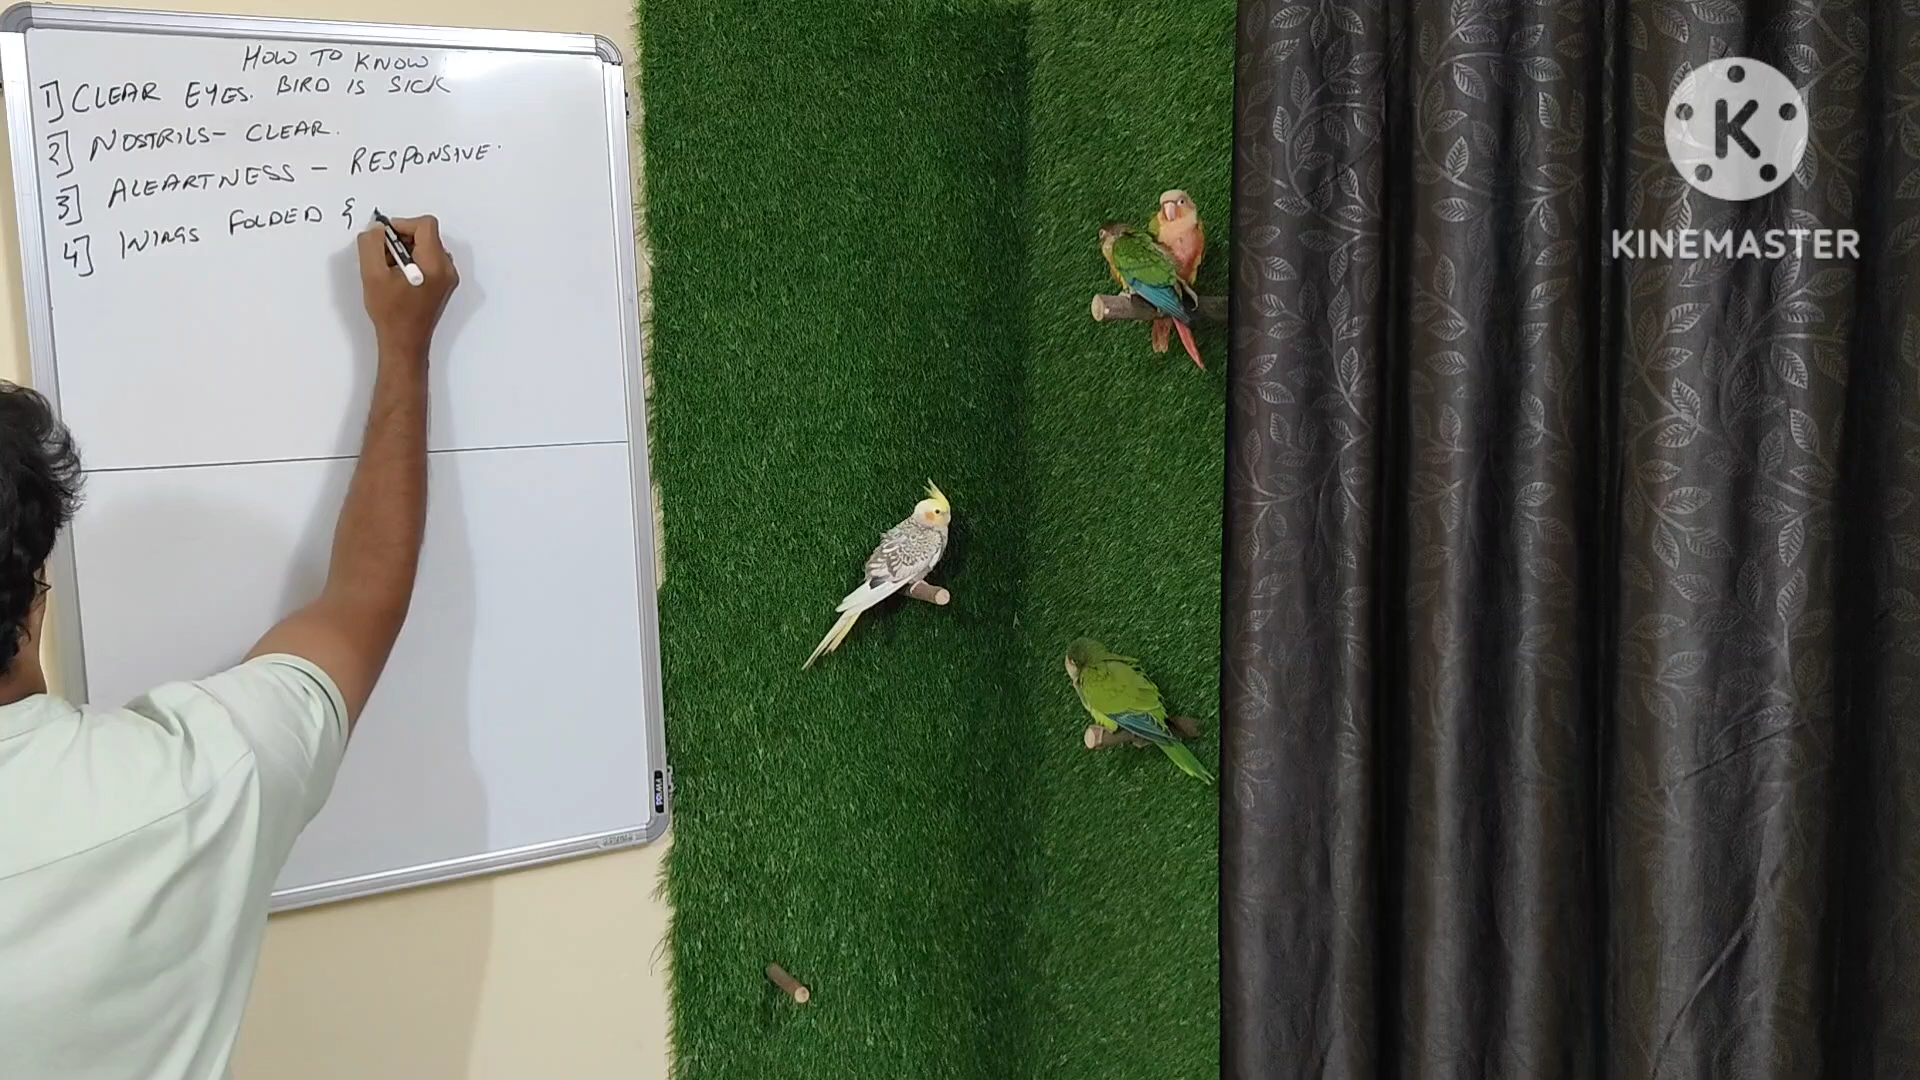 HOW TO KNOW
BIRD IS SICK
1] CLEAR EYES.
2] NOSTRILS- CLEAR.
3] ALEARTNESS - RESPONSIVE.
4] WINGS FOLDED &
K
KINEMASTER